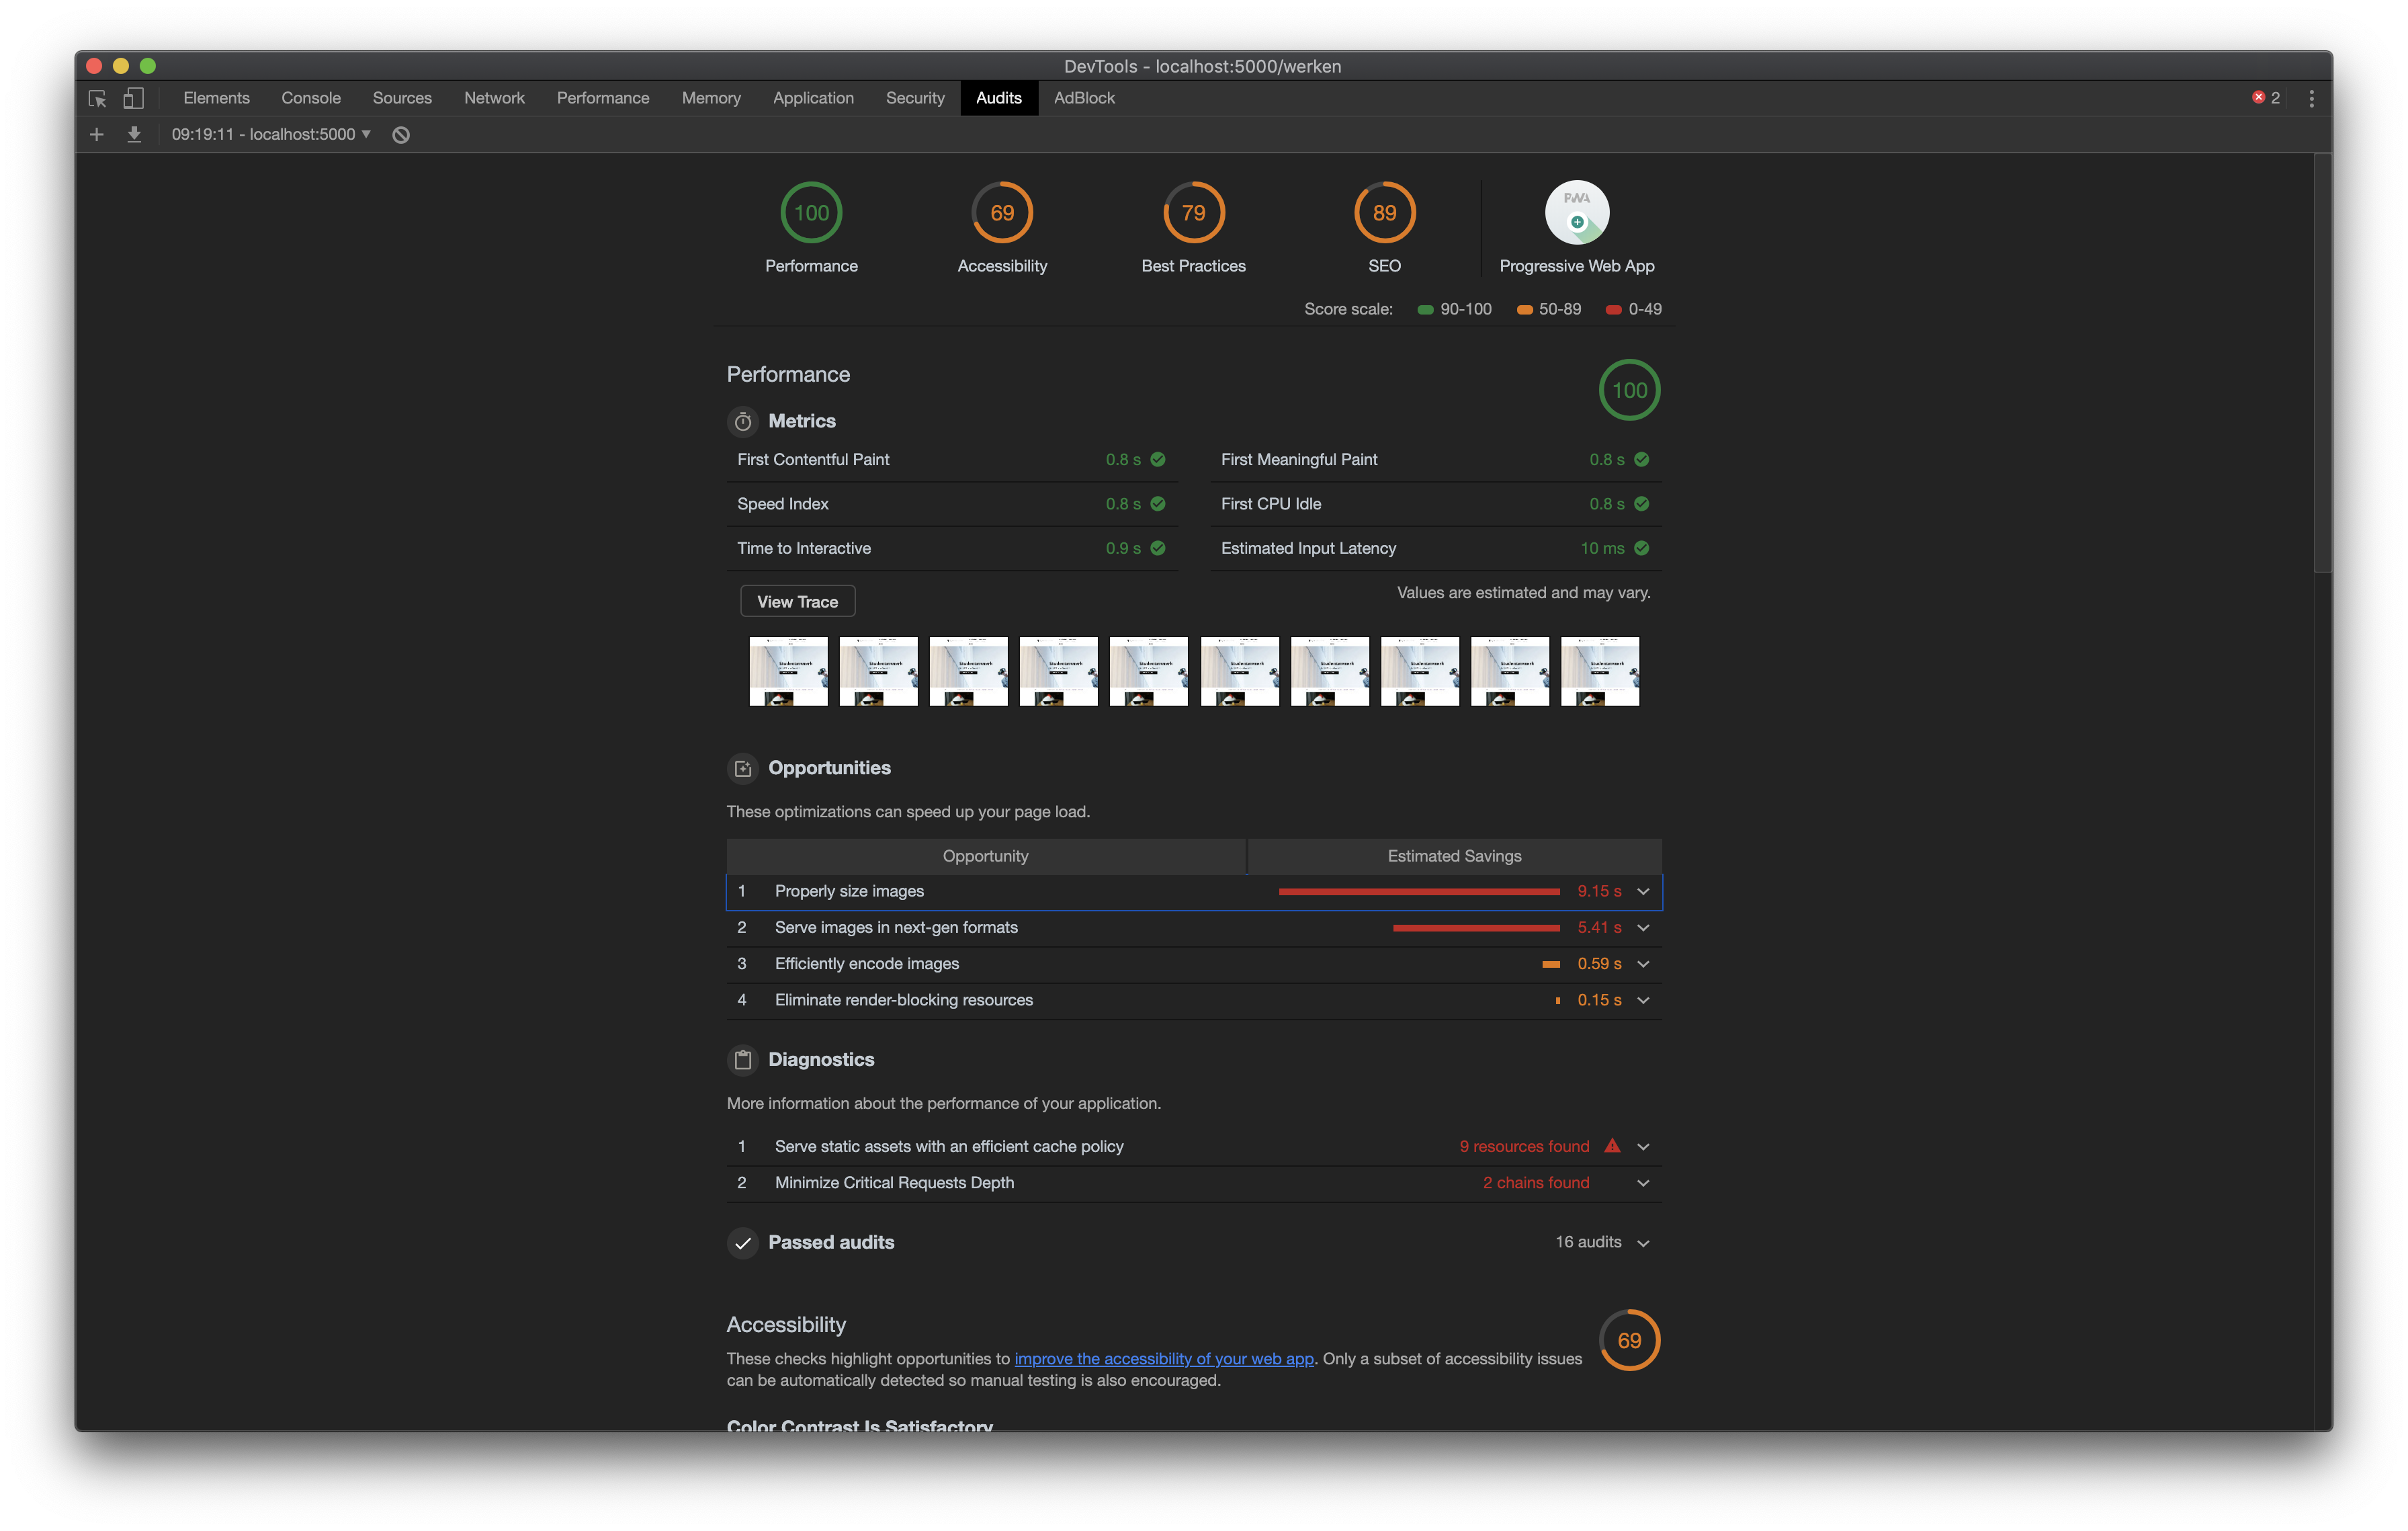 DevTools - localhost:5000/werken
Elements Console Sources Network Performance Memory Application Security Audits AdBlock 2
09:19:11 - localhost:5000
100 69 79 89 PWA
Performance Accessibility Best Practices SEO Progressive Web App
Score scale: 90-100 50-89 0-49
Performance
100
Metrics
First Contentful Paint 0.8 s First Meaningful Paint 0.8 s
Speed Index 0.8 s First CPU Idle 0.8 s
Time to Interactive 0.9 s Estimated Input Latency 10 ms
View Trace Values are estimated and may vary.
Opportunities
These optimizations can speed up your page load.
Opportunity Estimated Savings
1 Properly size images 9.15 s
2 Serve images in next-gen formats 5.41 s
3 Efficiently encode images 0.59 s
4 Eliminate render-blocking resources 0.15 s
Diagnostics
More information about the performance of your application.
1 Serve static assets with an efficient cache policy 9 resources found
2 Minimize Critical Requests Depth 2 chains found
Passed audits 16 audits
Accessibility
69
These checks highlight opportunities to improve the accessibility of your web app. Only a subset of accessibility issues
can be automatically detected so manual testing is also encouraged.
Color Contrast Is Satisfactory